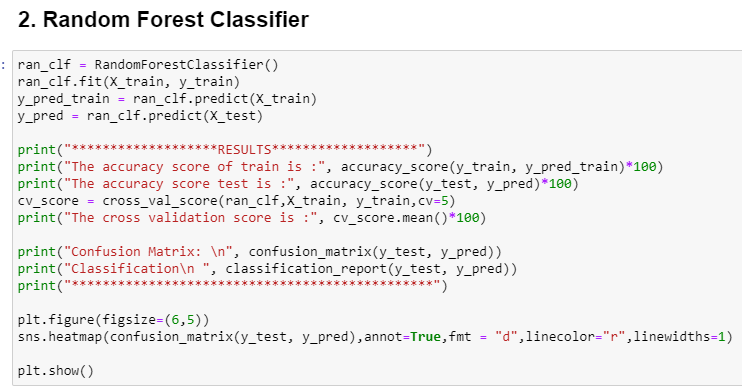 2. Random Forest Classifier
: ran_clf = RandomForestClassifier()
ran_clf.fit(X_train, y_train)
y_pred_train = ran_clf.predict(X_train)
y_pred = ran_clf.predict(X_test)
print("*******************RESULTS*******************")
print("The accuracy score of train is :", accuracy_score(y_train, y_pred_train)*100)
print("The accuracy score test is :", accuracy_score(y_test, y_pred)*100)
cv_score = cross_val_score(ran_clf,X_train, y_train,cv=5)
print("The cross validation score is :", cv_score.mean()*100)
print("Confusion Matrix: \n", confusion_matrix(y_test, y_pred))
print("Classification\n ", classification_report(y_test, y_pred))
print("***********************************************")
plt.figure(figsize=(6,5))
sns.heatmap(confusion_matrix(y_test, y_pred),annot=True,fmt = "d",linecolor="r",linewidths=1)
plt.show()